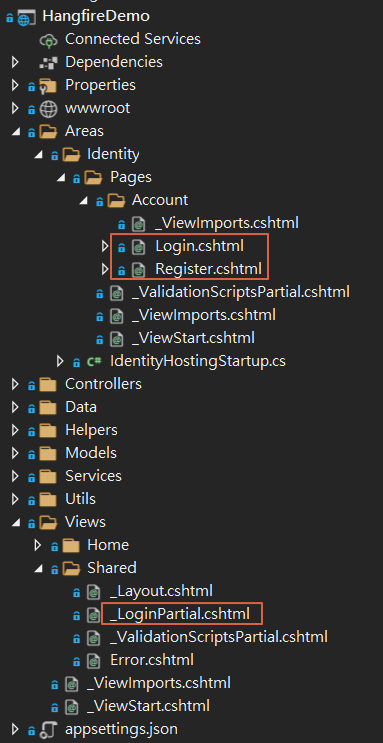 HangfireDemo
Connected Services
Dependencies
Properties
wwwroot
Areas
Identity
Pages
Account
_ViewImports.cshtml
Login.cshtml
Register.cshtml
_ValidationScriptsPartial.cshtml
_ViewImports.cshtml
_ViewStart.cshtml
C# IdentityHostingStartup.cs
Controllers
Data
Helpers
Models
Services
Utils
Views
Home
Shared
_Layout.cshtml
_LoginPartial.cshtml
_ValidationScriptsPartial.cshtml
Error.cshtml
_ViewImports.cshtml
_ViewStart.cshtml
appsettings.json